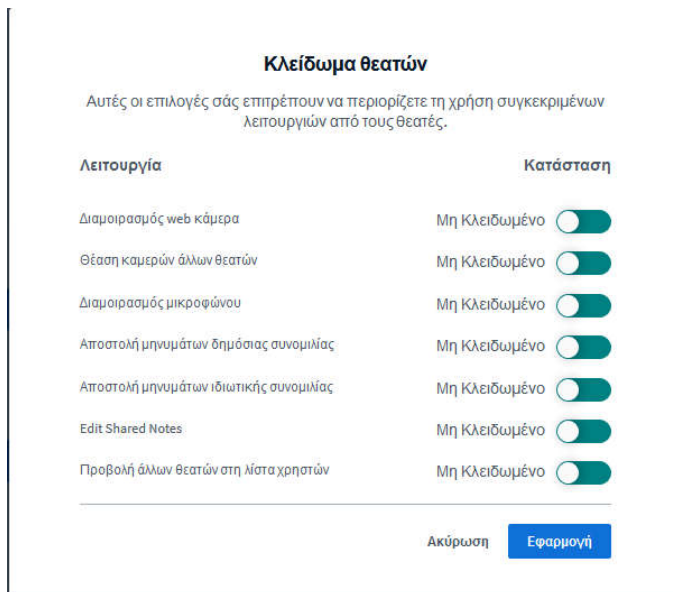 Κλείδωμα θεατών
Αυτές οι επιλογές σάς επιτρέπουν να περιορίζετε τη χρήση συγκεκριμένων
λειτουργιών από τους θεατές.
Λειτουργία Κατάσταση
Διαμοιρασμός web κάμερα Μη Κλειδωμένο
Θέαση καμερών άλλων θεατών Μη Κλειδωμένο
Διαμοιρασμός μικροφώνου Μη Κλειδωμένο
Αποστολή μηνυμάτων δημόσιας συνομιλίας Μη Κλειδωμένο
Αποστολή μηνυμάτων ιδιωτικής συνομιλίας Μη Κλειδωμένο
Edit Shared Notes Μη Κλειδωμένο
Προβολή άλλων θεατών στη λίστα χρηστών Μη Κλειδωμένο
Ακύρωση Εφαρμογή